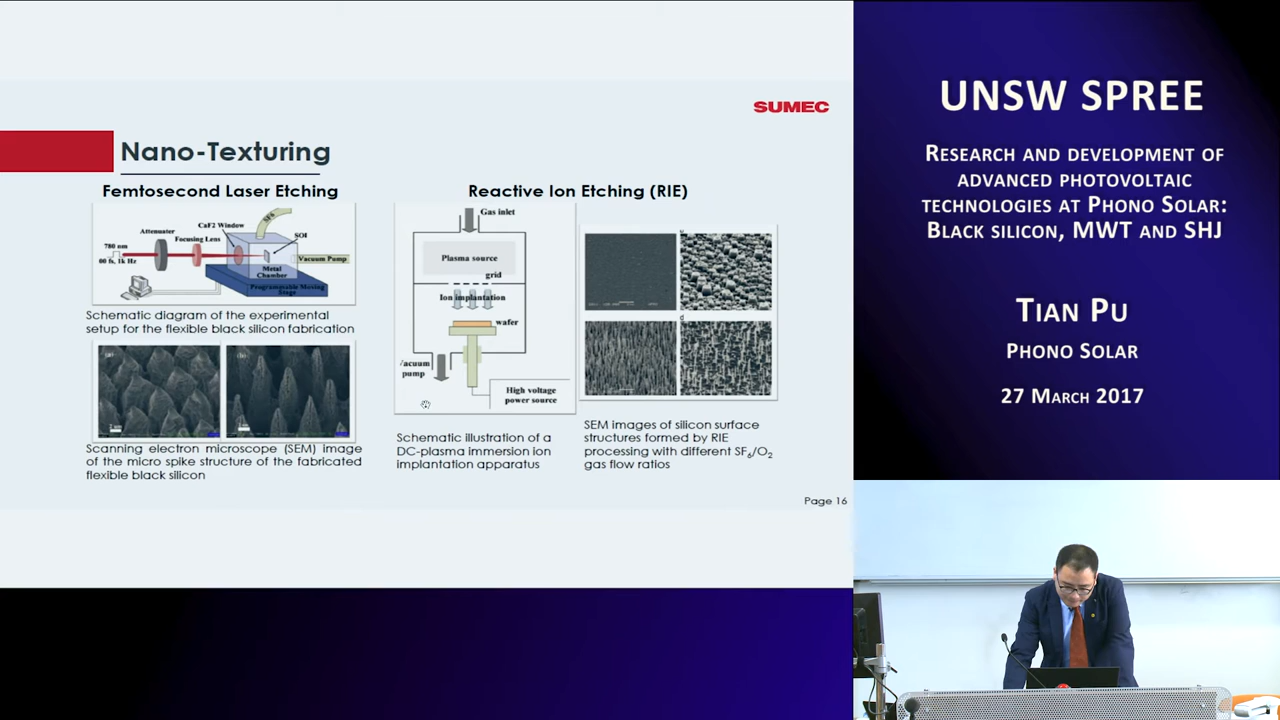 SUMEC
Nano-Texturing
Femtosecond Laser Etching
Reactive Ion Etching (RIE)
SF6
CaF2 Window
Attenuator
Focusing Lens
SOI
780 nm
00 fs, 1k Hz
Metal
Chamber
Vacuum Pump
Programmable Moving
Stage
Schematic diagram of the experimental
setup for the flexible black silicon fabrication
(a)
(b)
Scanning electron microscope (SEM) image
of the micro spike structure of the fabricated
flexible black silicon
Gas inlet
Plasma source
grid
Ion implantation
wafer
Vacuum
pump
High voltage
power source
Schematic illustration of a
DC-plasma immersion ion
implantation apparatus
SEM images of silicon surface
structures formed by RIE
processing with different SF₆/O₂
gas flow ratios
Page 16
UNSW SPREE
Research and development of
advanced photovoltaic
technologies at Phono Solar:
Black silicon, MWT and SHJ
Tian Pu
Phono Solar
27 March 2017